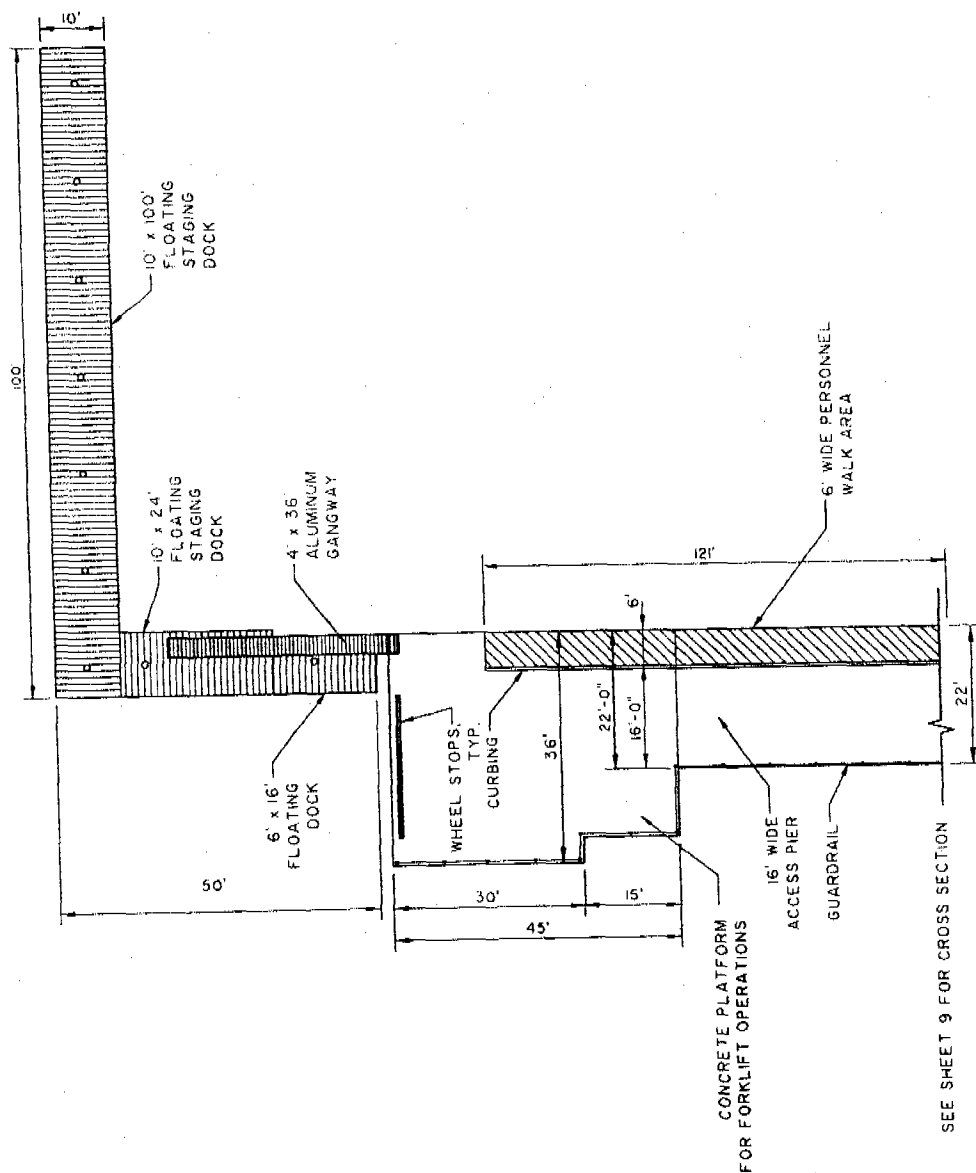 10'
100'
10' x 100'
FLOATING
STAGING
DOCK
10' x 24'
FLOATING
STAGING
DOCK
4' x 36'
ALUMINUM
GANGWAY
6' WIDE PERSONNEL
WALK AREA
121'
6'
22'-0"
16'-0"
36'
22'
WHEEL STOPS,
TYP.
CURBING
6' x 16'
FLOATING
DOCK
50'
30'
15'
45'
16' WIDE
ACCESS PIER
GUARDRAIL
CONCRETE PLATFORM
FOR FORKLIFT OPERATIONS
SEE SHEET 9 FOR CROSS SECTION